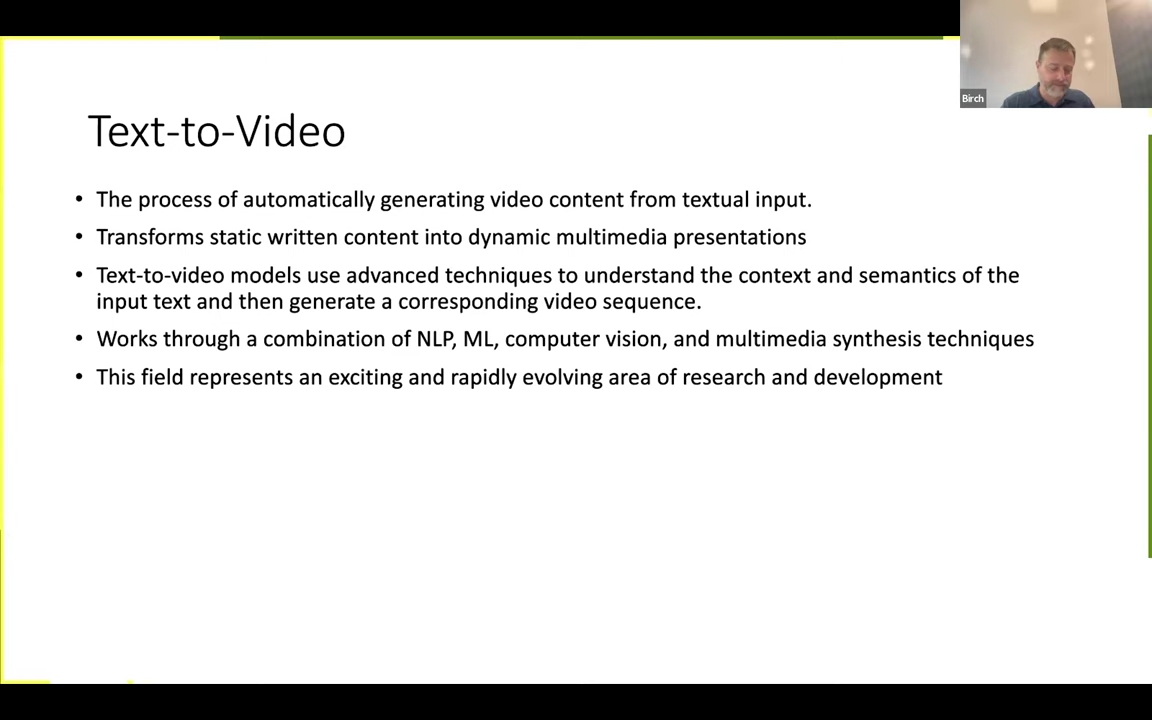 Birch
Text-to-Video
• The process of automatically generating video content from textual input.
• Transforms static written content into dynamic multimedia presentations
• Text-to-video models use advanced techniques to understand the context and semantics of the
input text and then generate a corresponding video sequence.
• Works through a combination of NLP, ML, computer vision, and multimedia synthesis techniques
• This field represents an exciting and rapidly evolving area of research and development